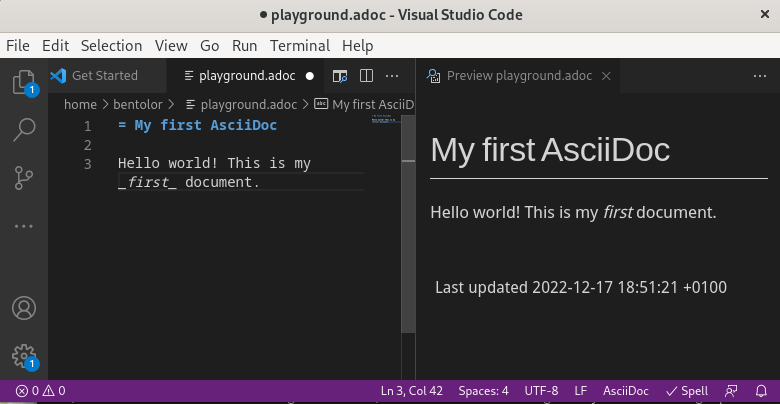 ● playground.adoc - Visual Studio Code
File Edit Selection View Go Run Terminal Help
Get Started
playground.adoc ●
Preview playground.adoc
1
home > bentolor > playground.adoc > abc My first AsciiD
1 = My first AsciiDoc
2
3 Hello world! This is my
_first_ document.
My first AsciiDoc
Hello world! This is my first document.
Last updated 2022-12-17 18:51:21 +0100
1
0 0 Ln 3, Col 42 Spaces: 4 UTF-8 LF AsciiDoc Spell